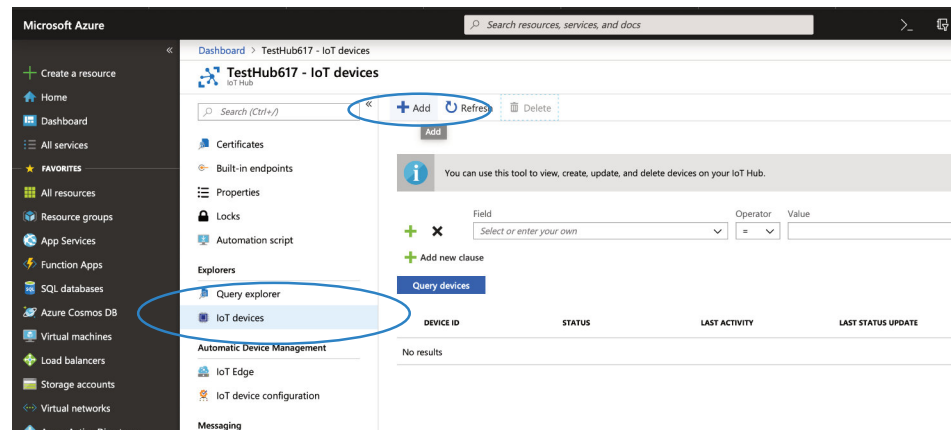 Microsoft Azure
Search resources, services, and docs
Create a resource
Home
Dashboard
All services
FAVORITES
All resources
Resource groups
App Services
Function Apps
SQL databases
Azure Cosmos DB
Virtual machines
Load balancers
Storage accounts
Virtual networks
Dashboard > TestHub617 - IoT devices
TestHub617 - IoT devices
IoT Hub
Search (Ctrl+/)
Certificates
Built-in endpoints
Properties
Locks
Automation script
Explorers
Query explorer
IoT devices
Automatic Device Management
IoT Edge
IoT device configuration
Messaging
Add Refresh Delete
Add
You can use this tool to view, create, update, and delete devices on your IoT Hub.
Field Operator Value
Select or enter your own =
Add new clause
Query devices
DEVICE ID STATUS LAST ACTIVITY LAST STATUS UPDATE
No results